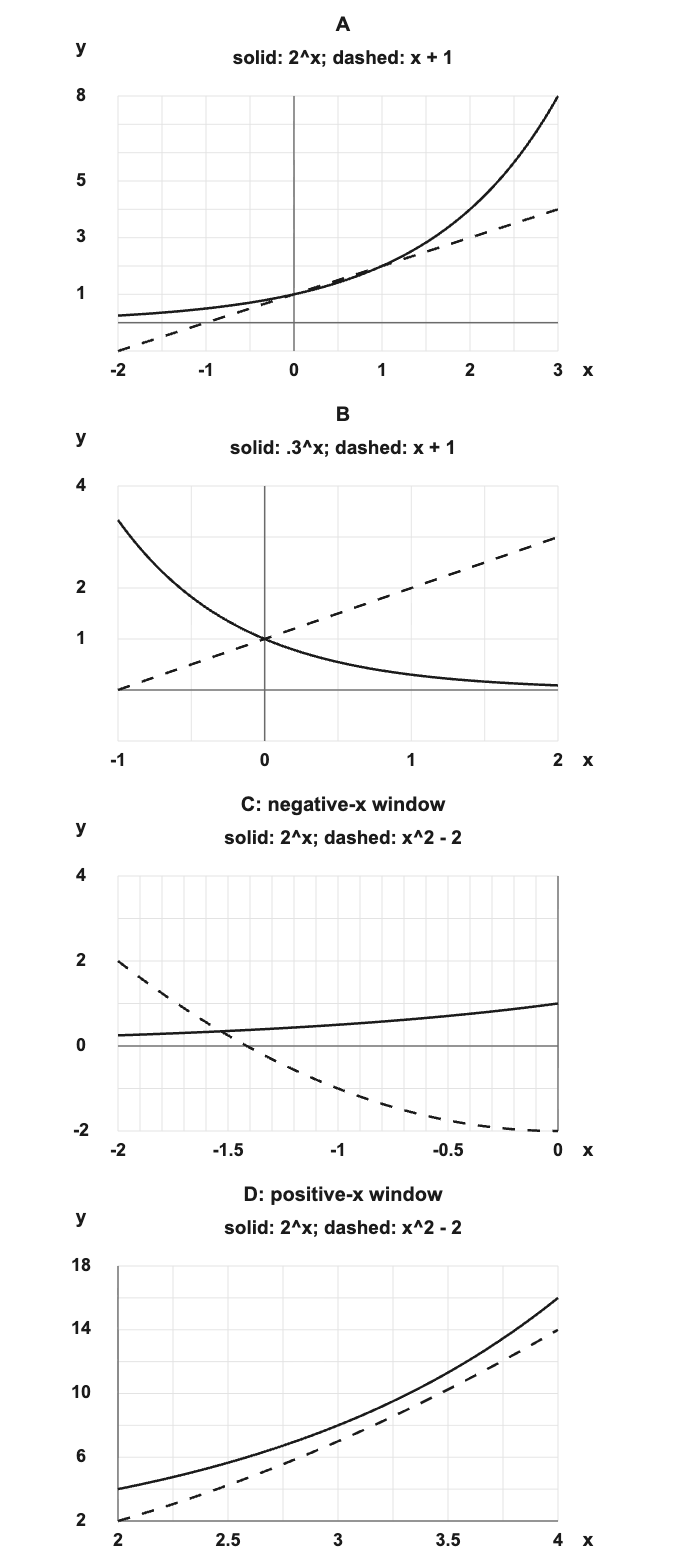 A
y
solid: 2^x; dashed: x + 1
8
5
3
1
-2 -1 0 1 2 3 x
B
y
solid: .3^x; dashed: x + 1
4
2
1
-1 0 1 2 x
C: negative-x window
y
solid: 2^x; dashed: x^2 - 2
4
2
0
-2
-2 -1.5 -1 -0.5 0 x
D: positive-x window
y
solid: 2^x; dashed: x^2 - 2
18
14
10
6
2
2 2.5 3 3.5 4 x